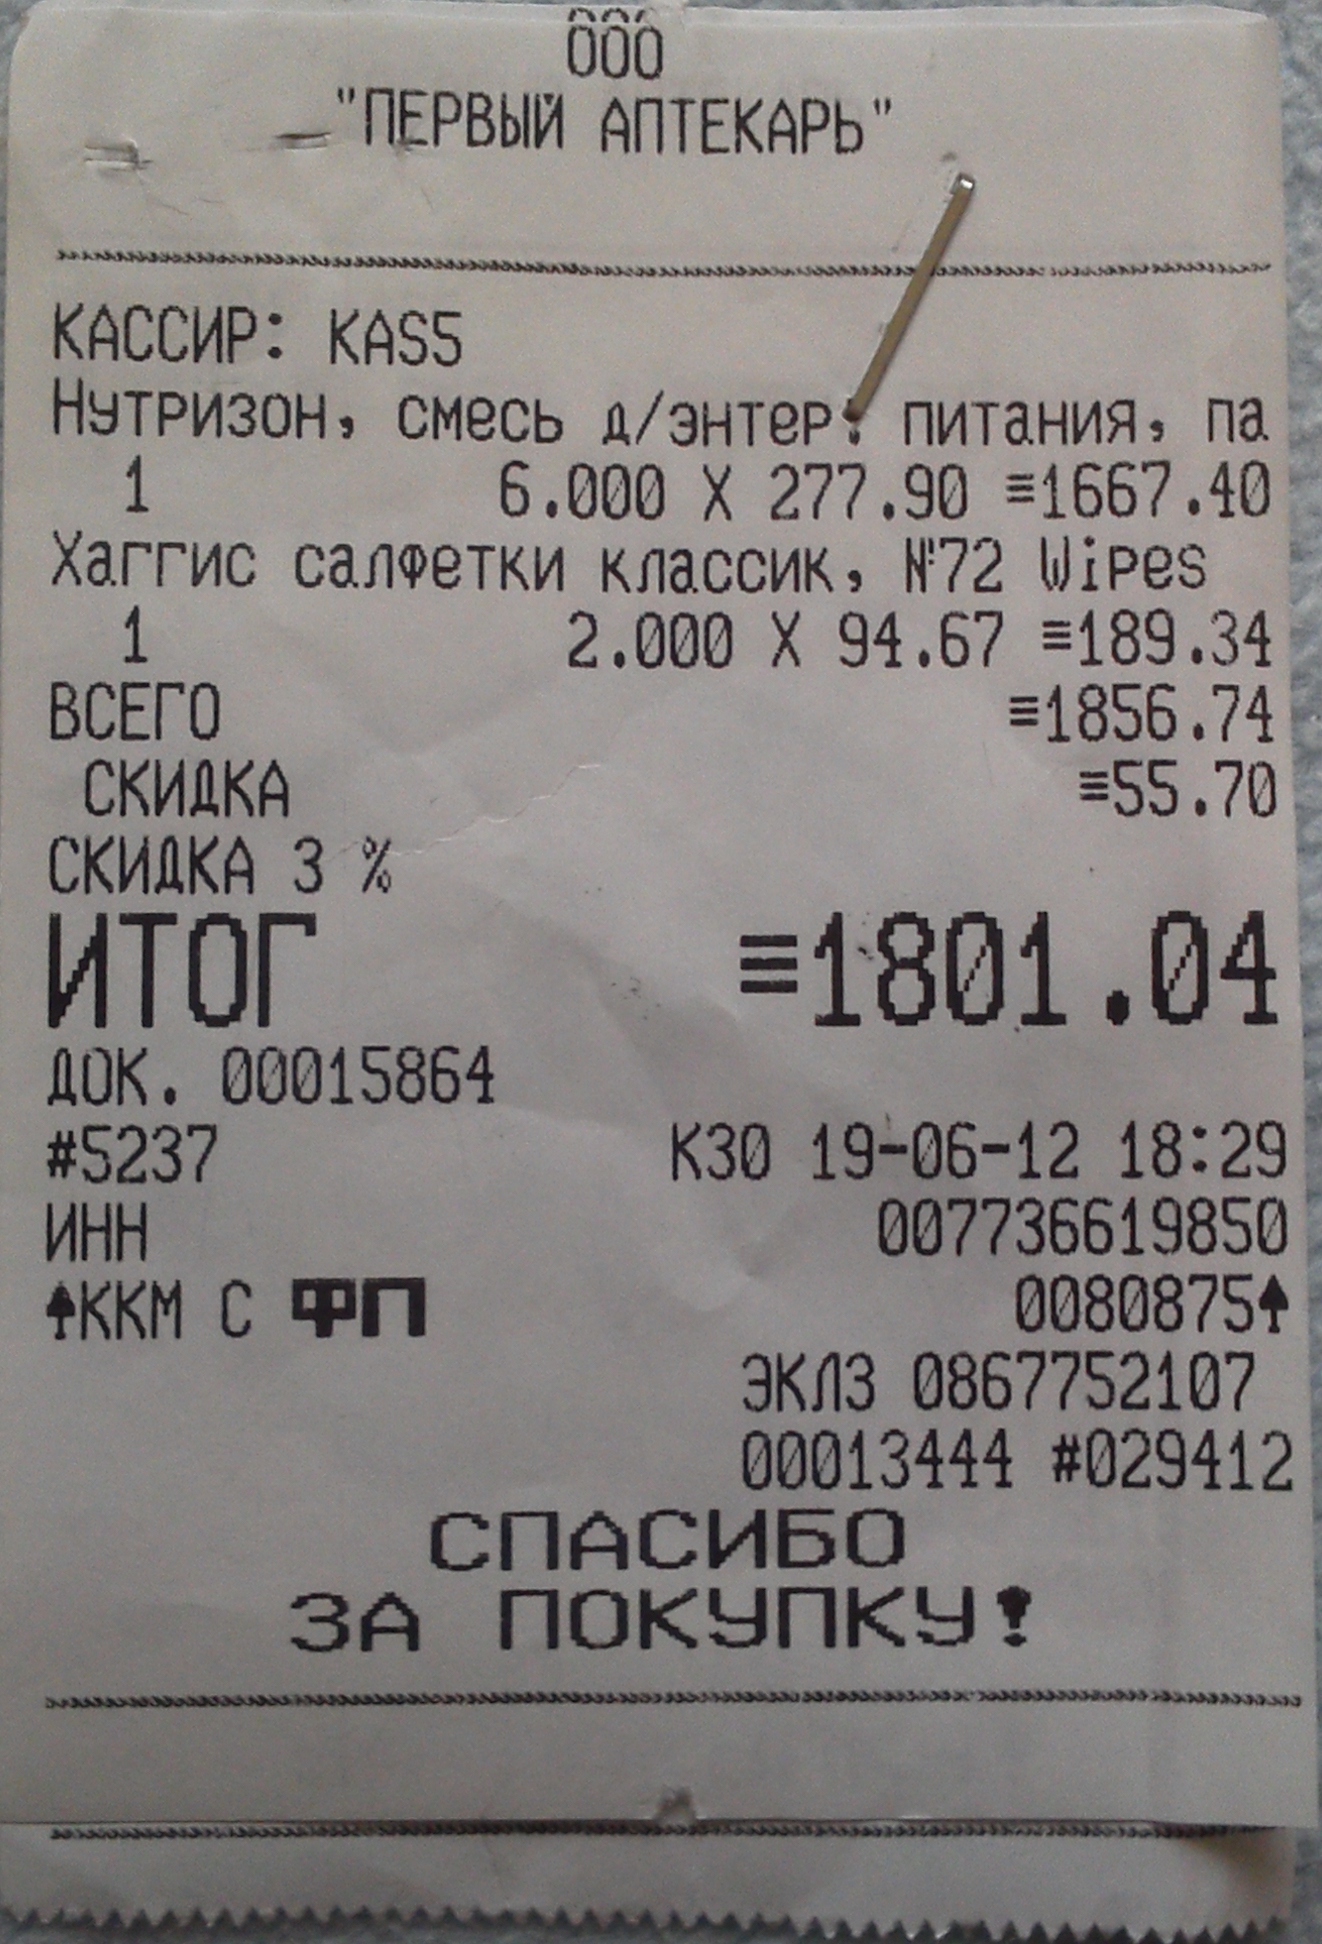 ООО
"ПЕРВЫЙ АПТЕКАРЬ"
КАССИР: KAS5
Нутризон, смесь д/энтер. питания, па
1 6.000 X 277.90 ≡1667.40
Хаггис салфетки классик, №72 Wipes
1 2.000 X 94.67 ≡189.34
ВСЕГО ≡1856.74
СКИДКА ≡55.70
СКИДКА 3 %
ИТОГ ≡1801.04
ДОК. 00015864
#5237 К30 19-06-12 18:29
ИНН 007736619850
ККМ С ФП 0080875
ЭКЛЗ 0867752107
00013444 #029412
СПАСИБО
ЗА ПОКУПКУ!